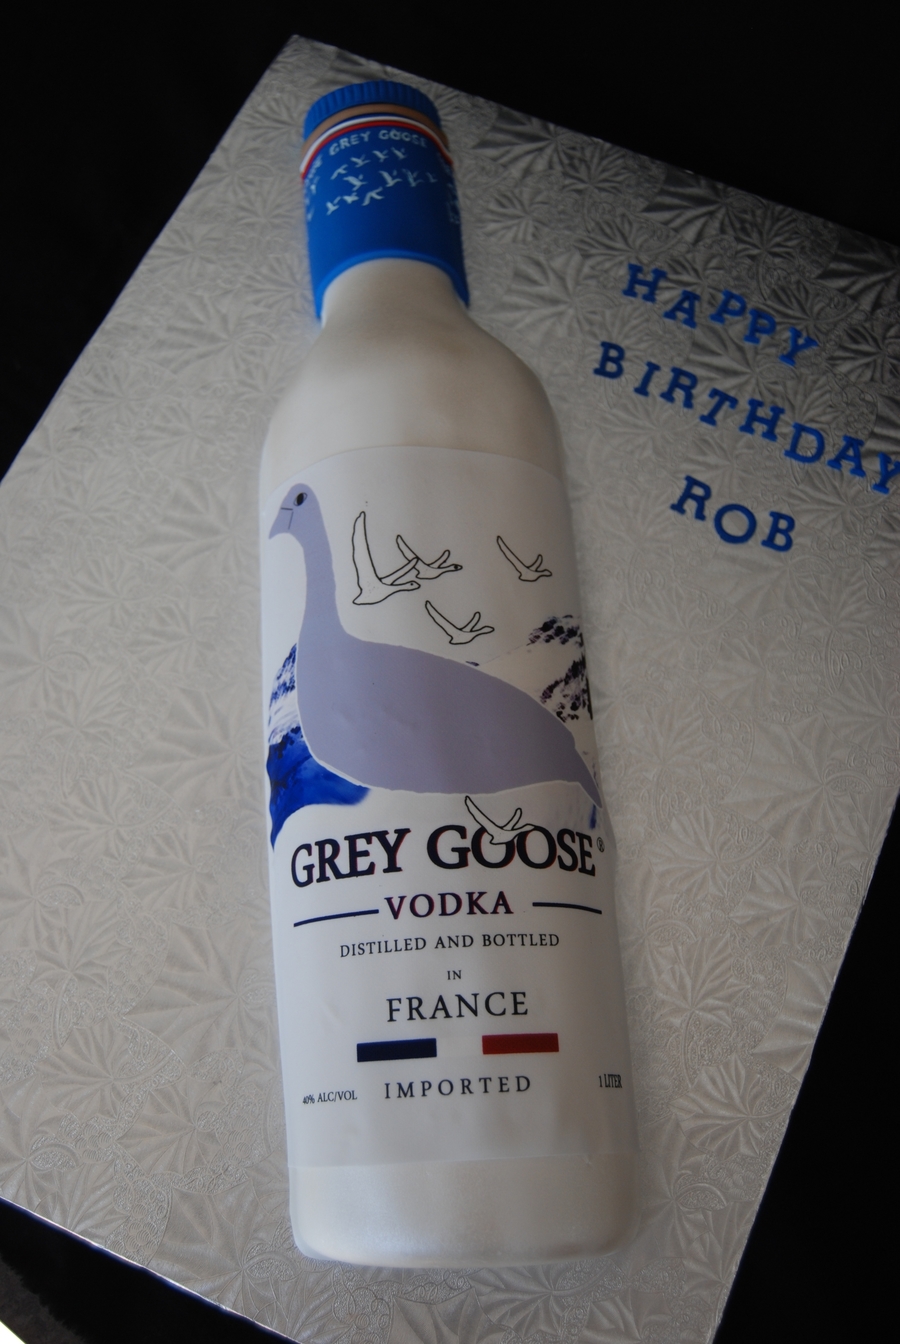 GREY GOOSE
HAPPY
BIRTHDAY
ROB
GREY GOOSE®
VODKA
DISTILLED AND BOTTLED
IN
FRANCE
IMPORTED
40% ALC/VOL
1 LITER